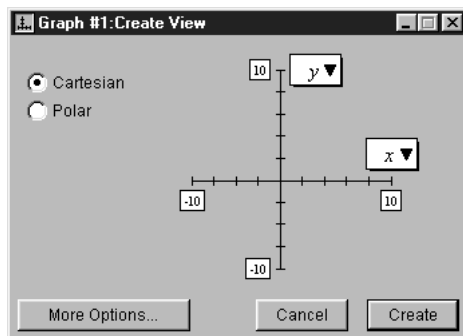 Graph #1:Create View
10
y
Cartesian
Polar
x
-10
10
-10
More Options...
Cancel
Create